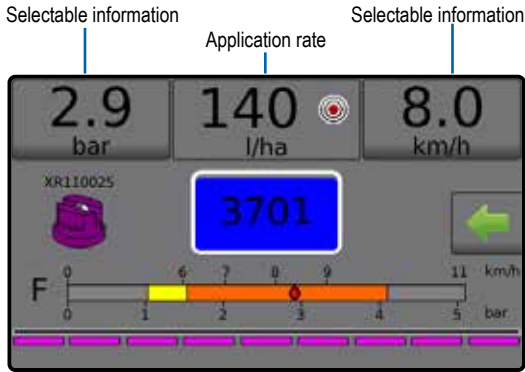 Selectable information
Selectable information
Application rate
2.9
140
8.0
bar
l/ha
km/h
XR110025
3701
0 6 7 8 9 11 km/h
F
0 1 2 3 4 5 bar